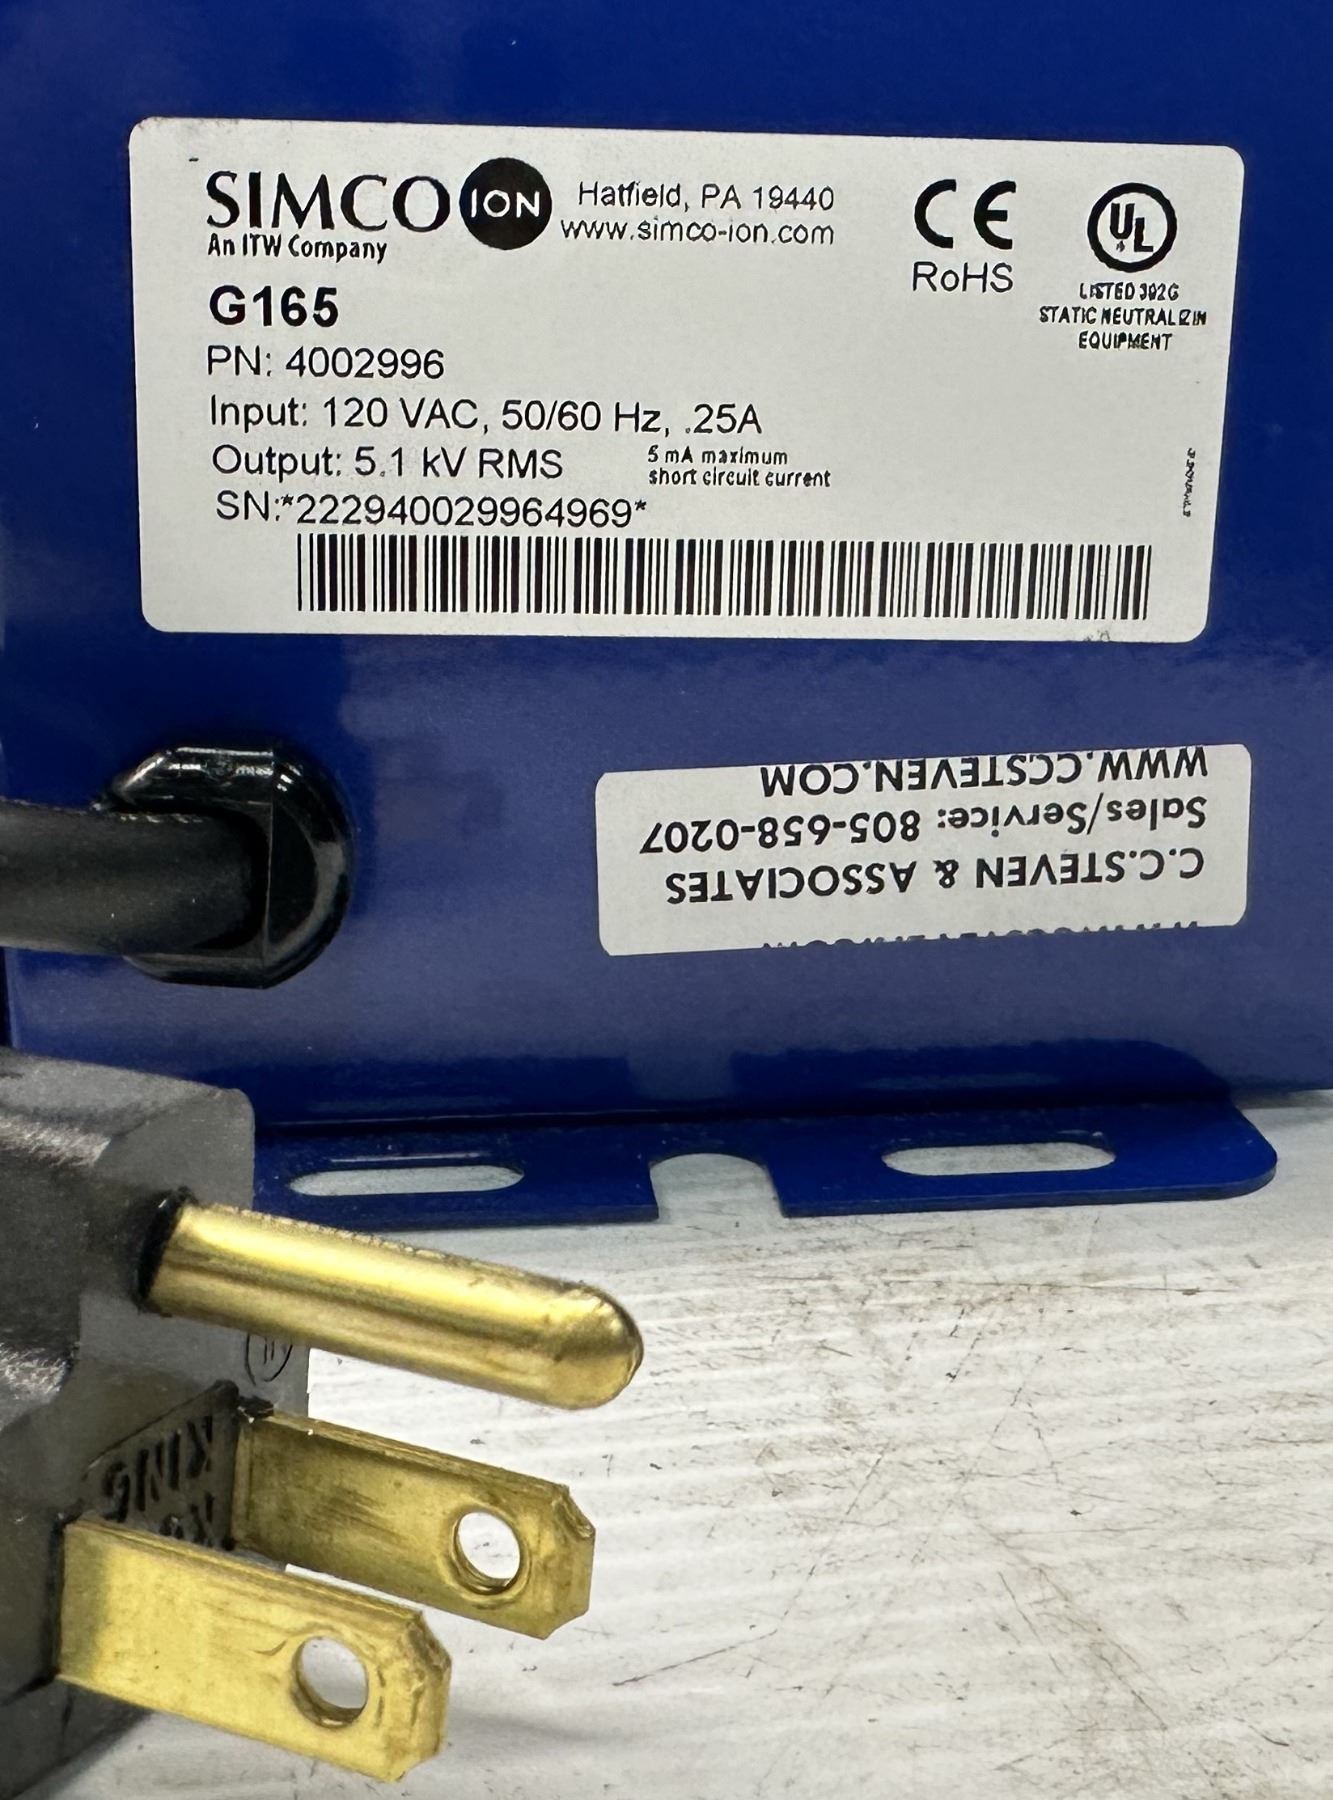 SIMCO ION Hatfield, PA 19440
An ITW Company www.simco-ion.com
CE
RoHS
UL
LISTED 392G
STATIC NEUTRALIZIN
EQUIPMENT
G165
PN: 4002996
Input: 120 VAC, 50/60 Hz, .25A
Output: 5.1 kV RMS 5 mA maximum
short circuit current
SN:*222940029964969*
C.C.STEVEN & ASSOCIATES
Sales/Service: 805-658-0207
WWW.CCSTEVEN.COM
KING